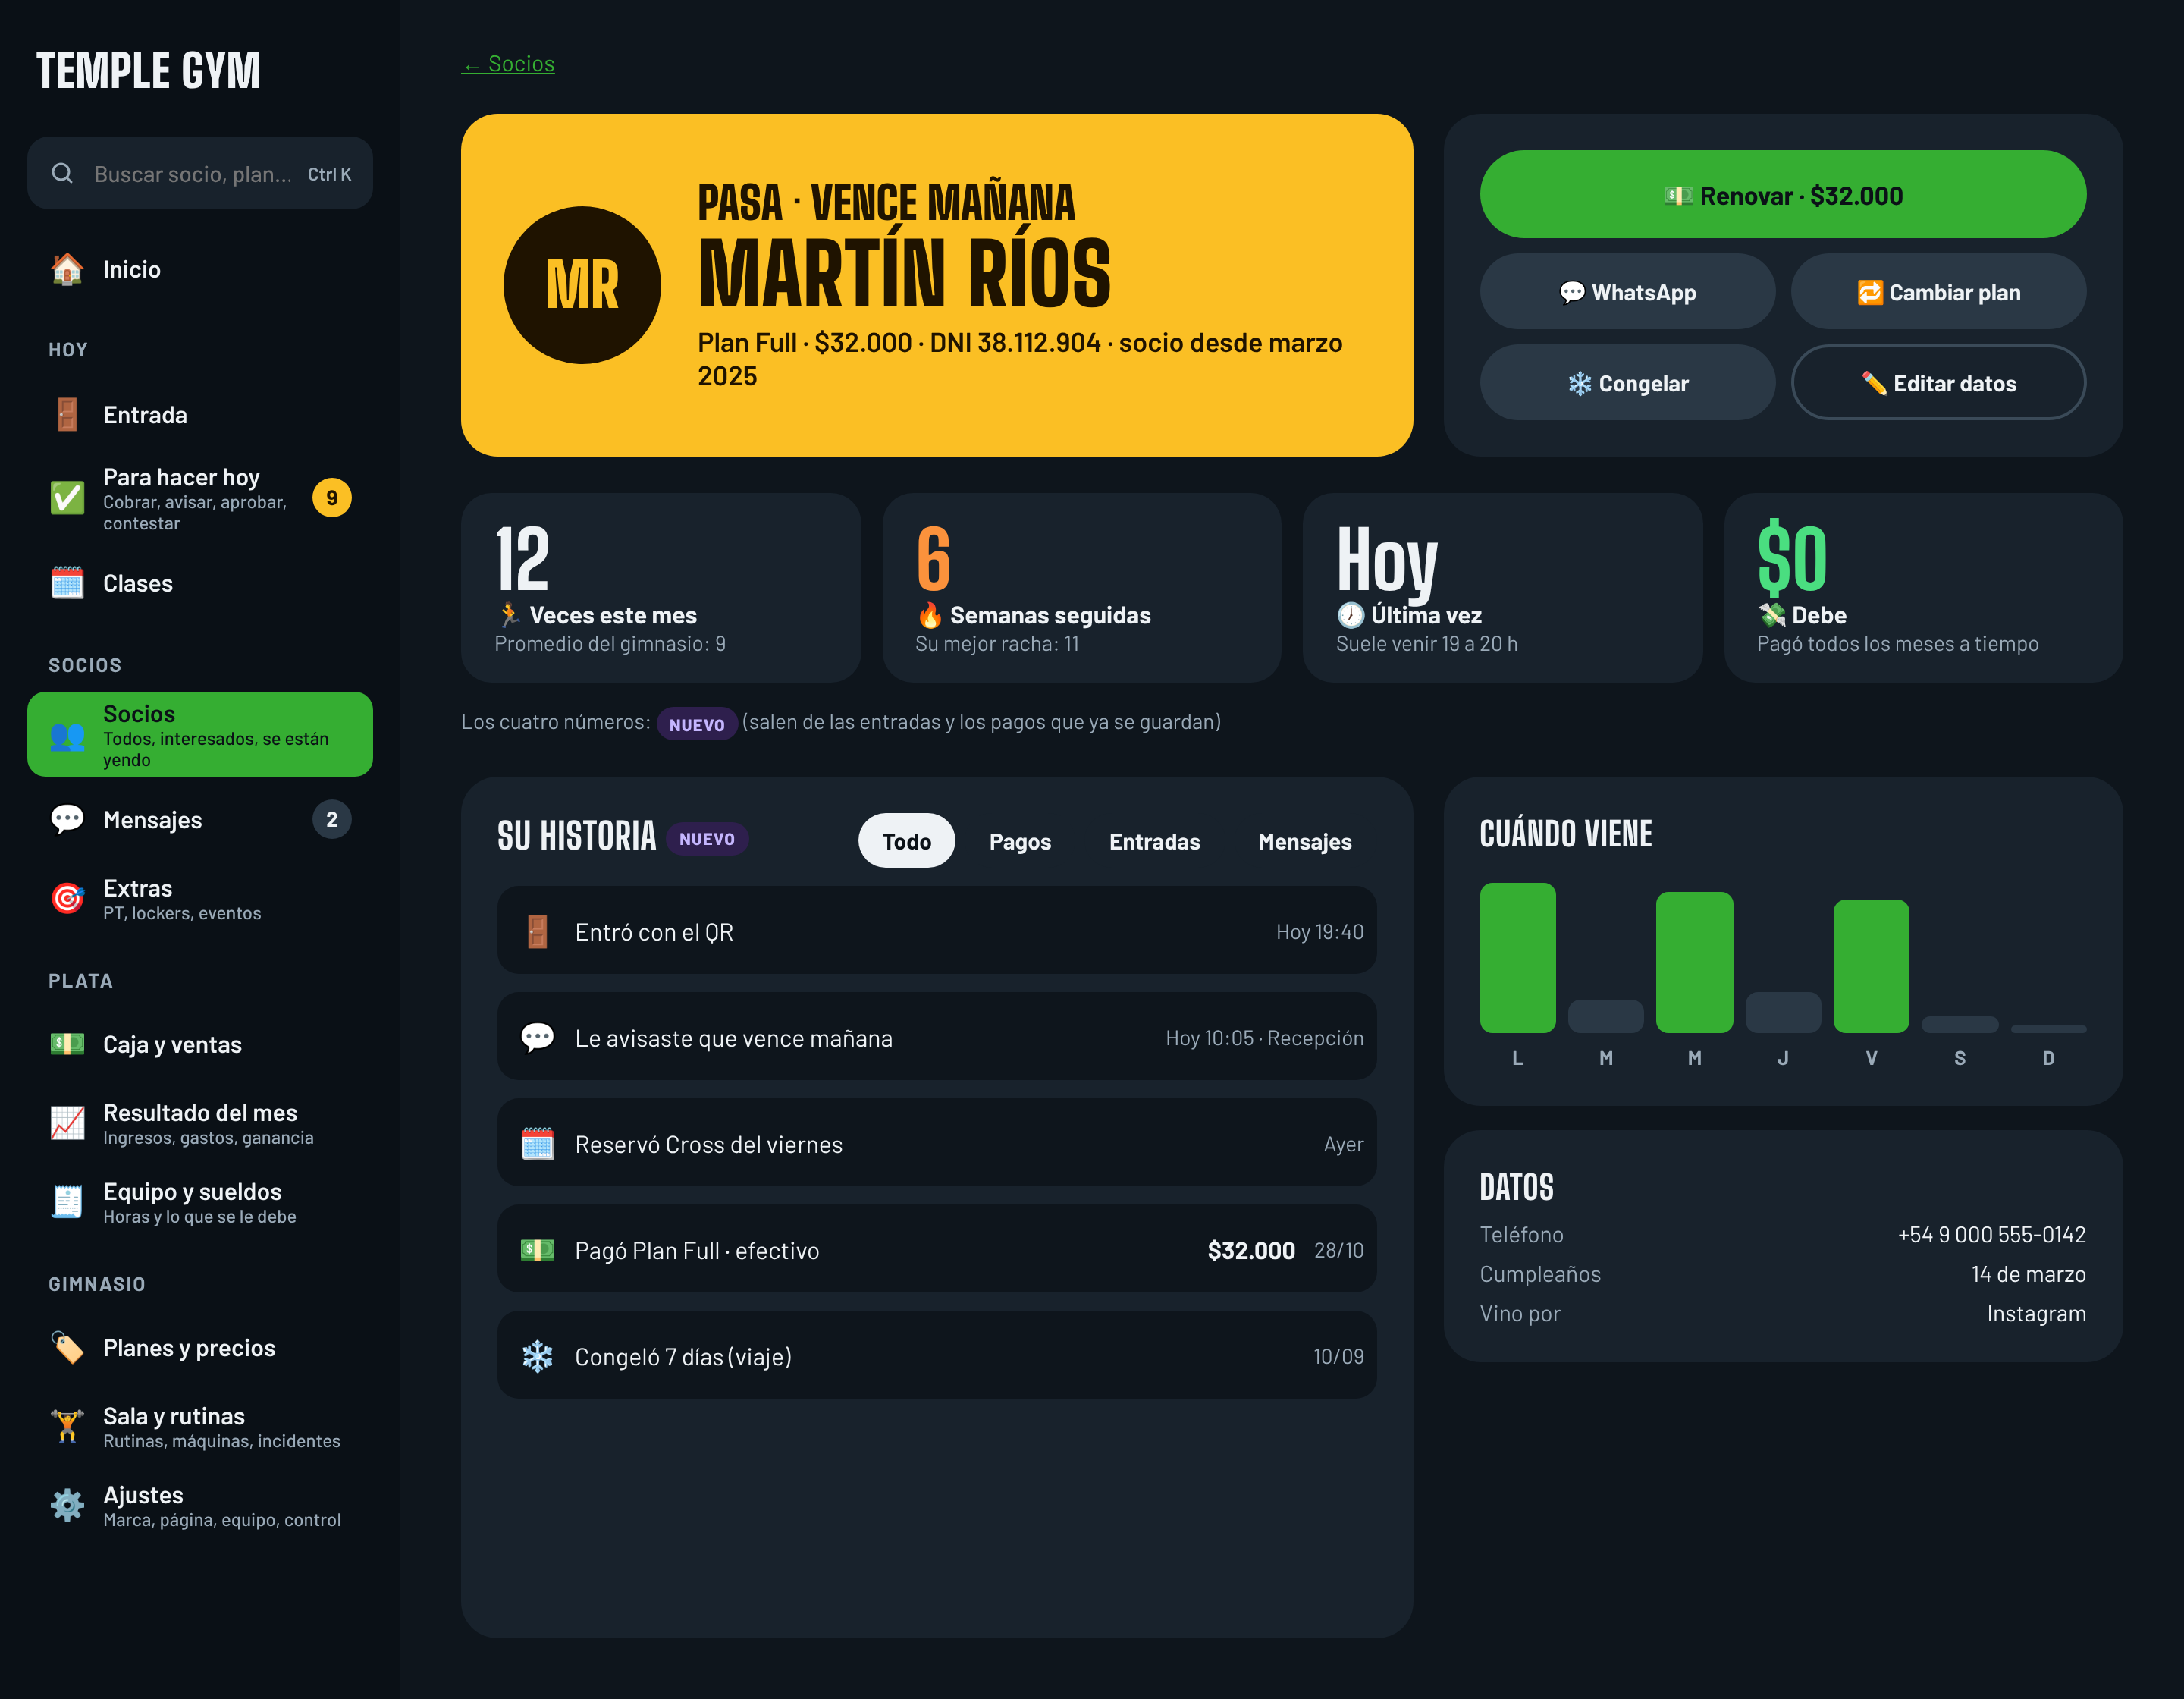 TEMPLE GYM
Buscar socio, plan... Ctrl K
Inicio
HOY
Entrada
Para hacer hoy
Cobrar, avisar, aprobar,
contestar
9
Clases
SOCIOS
Socios
Todos, interesados, se están
yendo
Mensajes
2
Extras
PT, lockers, eventos
PLATA
Caja y ventas
Resultado del mes
Ingresos, gastos, ganancia
Equipo y sueldos
Horas y lo que se le debe
GIMNASIO
Planes y precios
Sala y rutinas
Rutinas, máquinas, incidentes
Ajustes
Marca, página, equipo, control
← Socios
MR
PASA · VENCE MAÑANA
MARTÍN RÍOS
Plan Full · $32.000 · DNI 38.112.904 · socio desde marzo
2025
Renovar · $32.000
WhatsApp
Cambiar plan
Congelar
Editar datos
12
Veces este mes
Promedio del gimnasio: 9
6
Semanas seguidas
Su mejor racha: 11
Hoy
Última vez
Suele venir 19 a 20 h
$0
Debe
Pagó todos los meses a tiempo
Los cuatro números: NUEVO (salen de las entradas y los pagos que ya se guardan)
SU HISTORIA NUEVO
Todo Pagos Entradas Mensajes
Entró con el QR Hoy 19:40
Le avisaste que vence mañana Hoy 10:05 · Recepción
Reservó Cross del viernes Ayer
Pagó Plan Full · efectivo $32.000 28/10
Congeló 7 días (viaje) 10/09
CUÁNDO VIENE
L M M J V S D
DATOS
Teléfono +54 9 000 555-0142
Cumpleaños 14 de marzo
Vino por Instagram